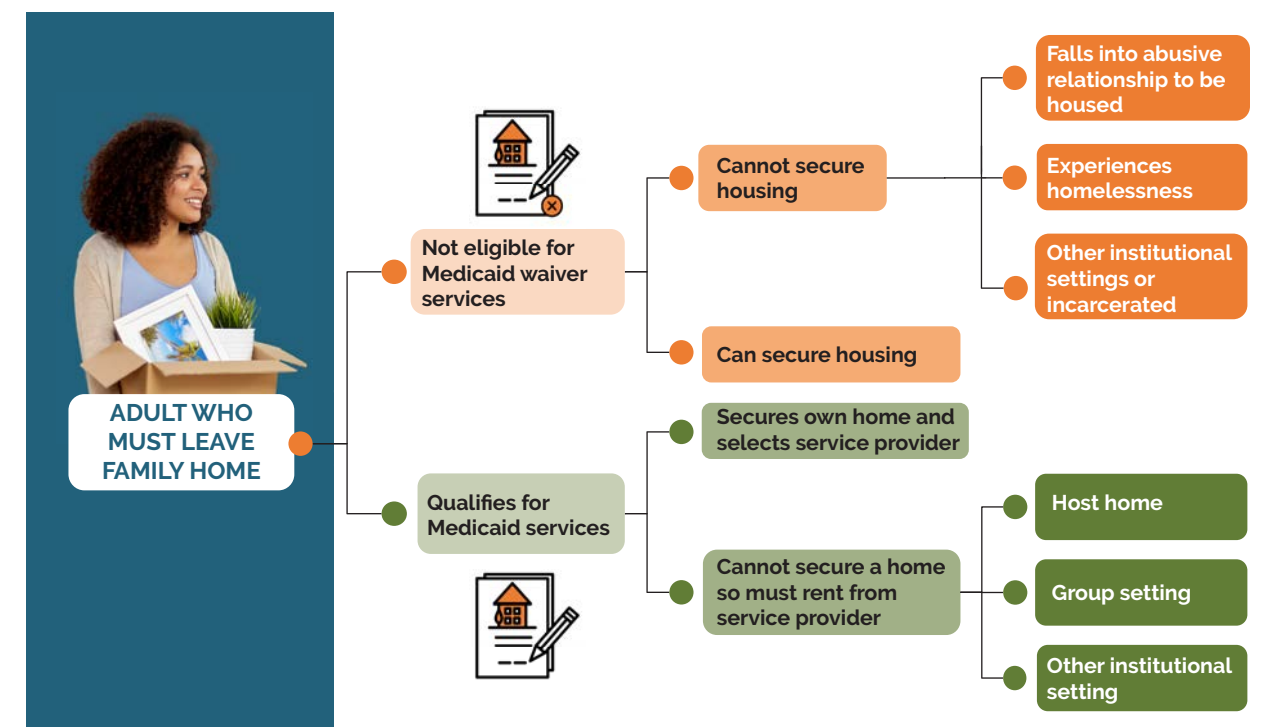 ADULT WHO
MUST LEAVE
FAMILY HOME
Not eligible for
Medicaid waiver
services
Cannot secure
housing
Falls into abusive
relationship to be
housed
Experiences
homelessness
Other institutional
settings or
incarcerated
Can secure housing
Qualifies for
Medicaid services
Secures own home and
selects service provider
Cannot secure a home
so must rent from
service provider
Host home
Group setting
Other institutional
setting